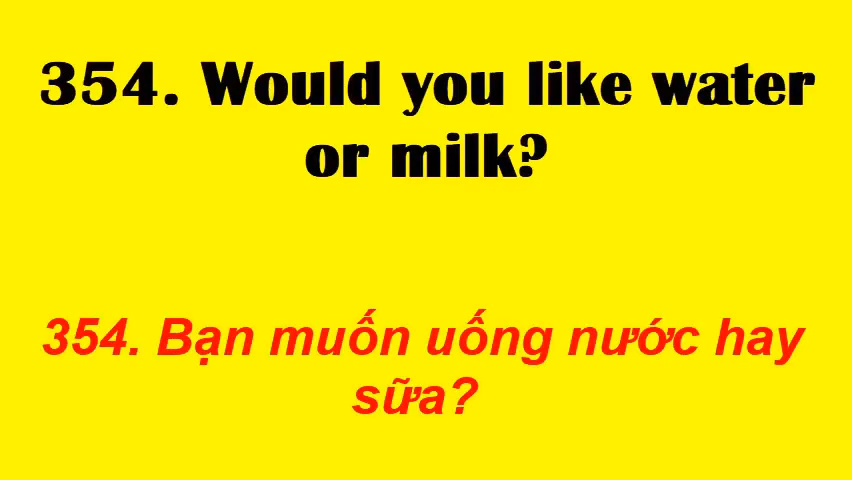 354. Would you like water
or milk?
354. Bạn muốn uống nước hay
sữa?